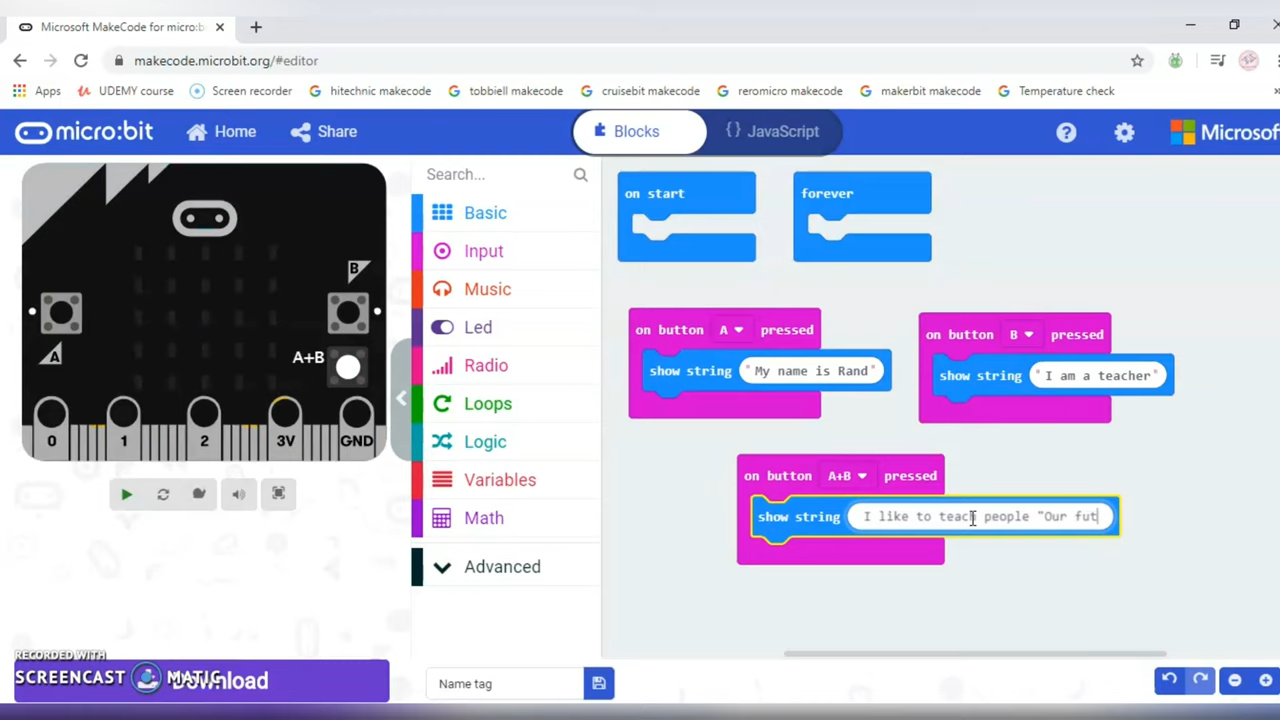 Microsoft MakeCode for micro:b
makecode.microbit.org/#editor
Apps UDEMY course Screen recorder hitechnic makecode tobbiell makecode cruisebit makecode reromicro makecode makerbit makecode Temperature check
micro:bit Home Share Blocks {} JavaScript ? Microsof
Search...
Basic
Input
Music
Led
Radio
Loops
Logic
Variables
Math
Advanced
B
A
A+B
0 1 2 3V GND
on start
forever
on button A pressed
show string "My name is Rand"
on button B pressed
show string "I am a teacher"
on button A+B pressed
show string I like to teach people "Our fut
RECORDED WITH
SCREENCAST MATIC
Download
Name tag